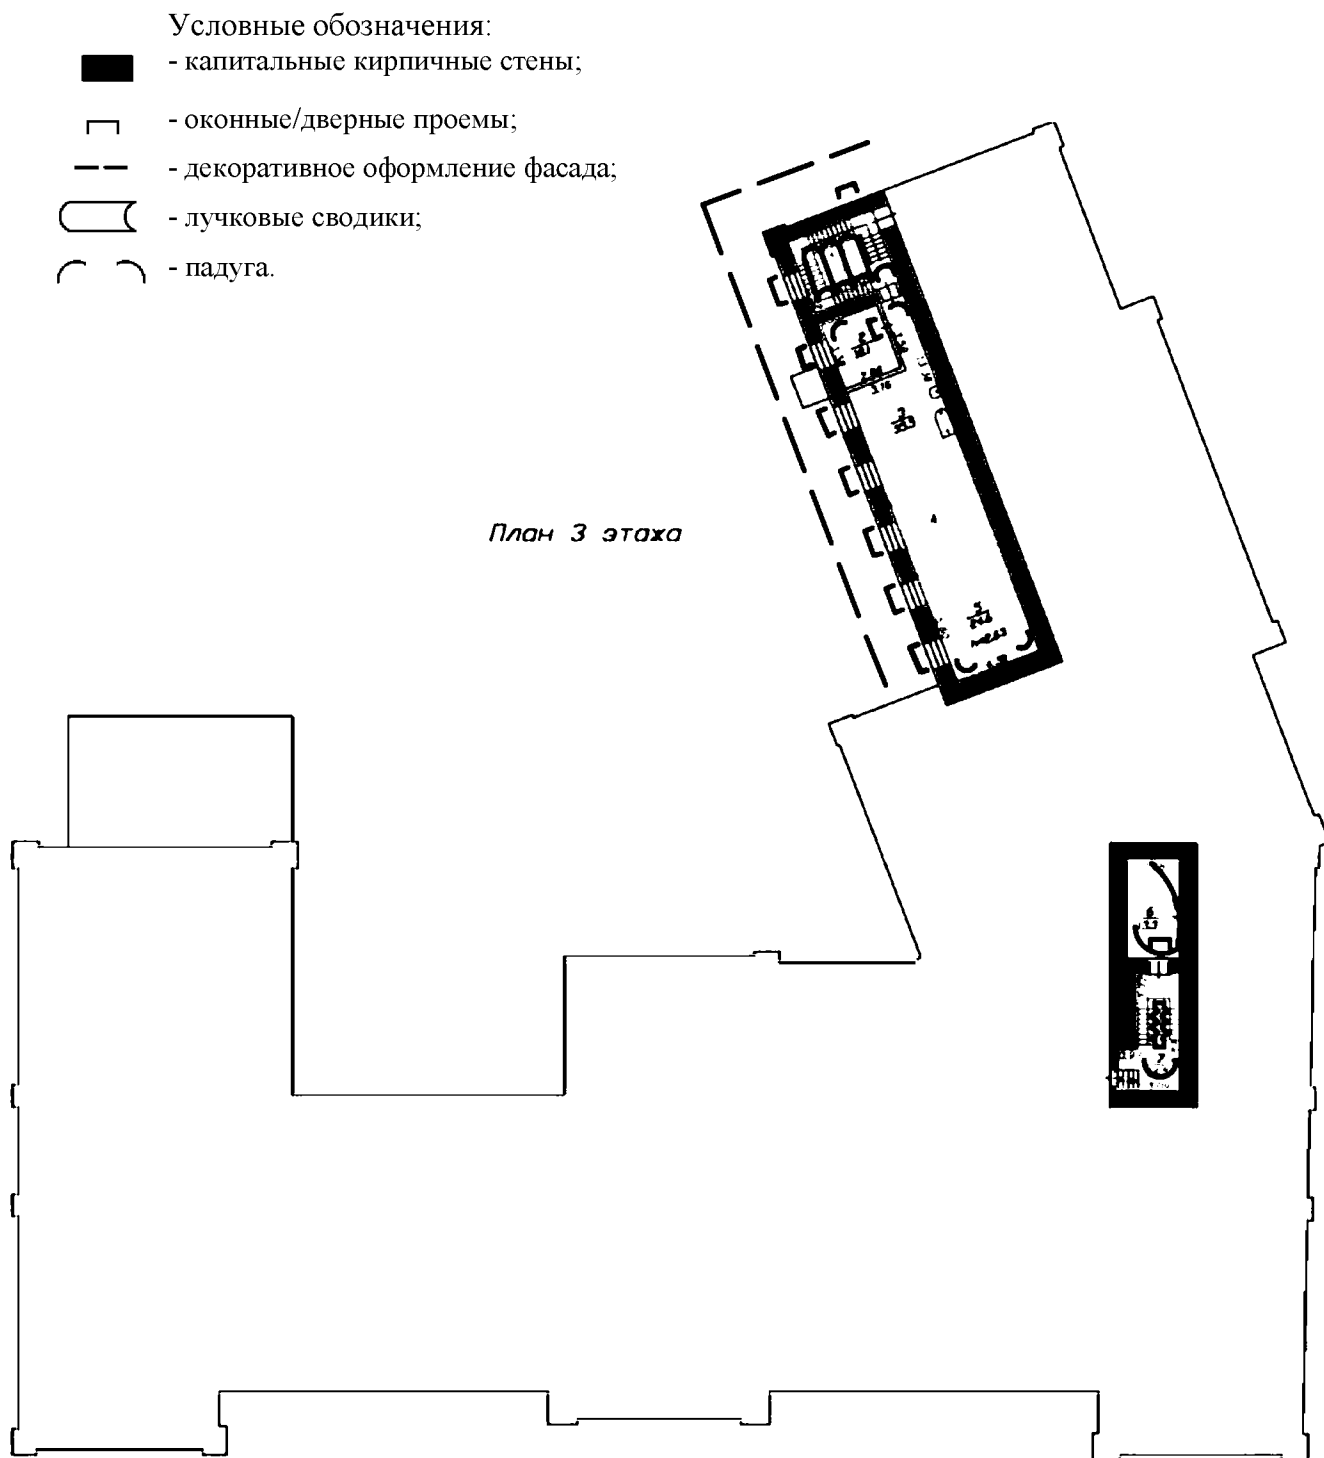 Условные обозначения:
- капитальные кирпичные стены;
- оконные/дверные проемы;
- декоративное оформление фасада;
- лучковые сводики;
- падуга.
План 3 этажа